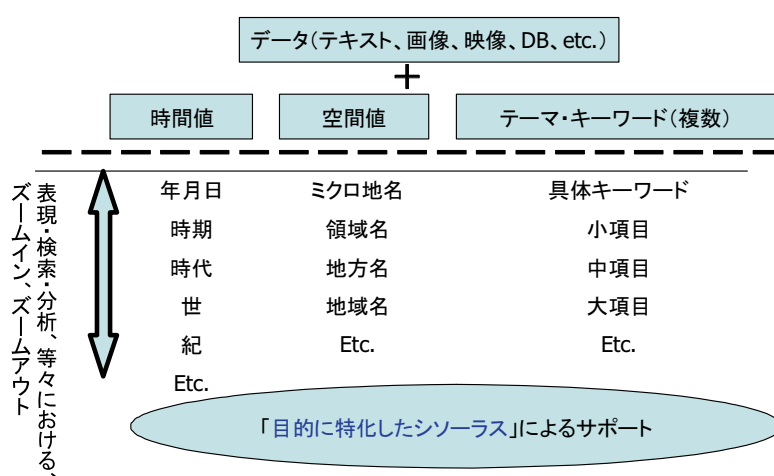 データ(テキスト、画像、映像、DB、etc.)
+
時間値
空間値
テーマ・キーワード(複数)
表現・検索・分析、等々における、
ズームイン、ズームアウト
年月日
ミクロ地名
具体キーワード
時期
領域名
小項目
時代
地方名
中項目
世
地域名
大項目
紀
Etc.
Etc.
Etc.
「目的に特化したシソーラス」によるサポート